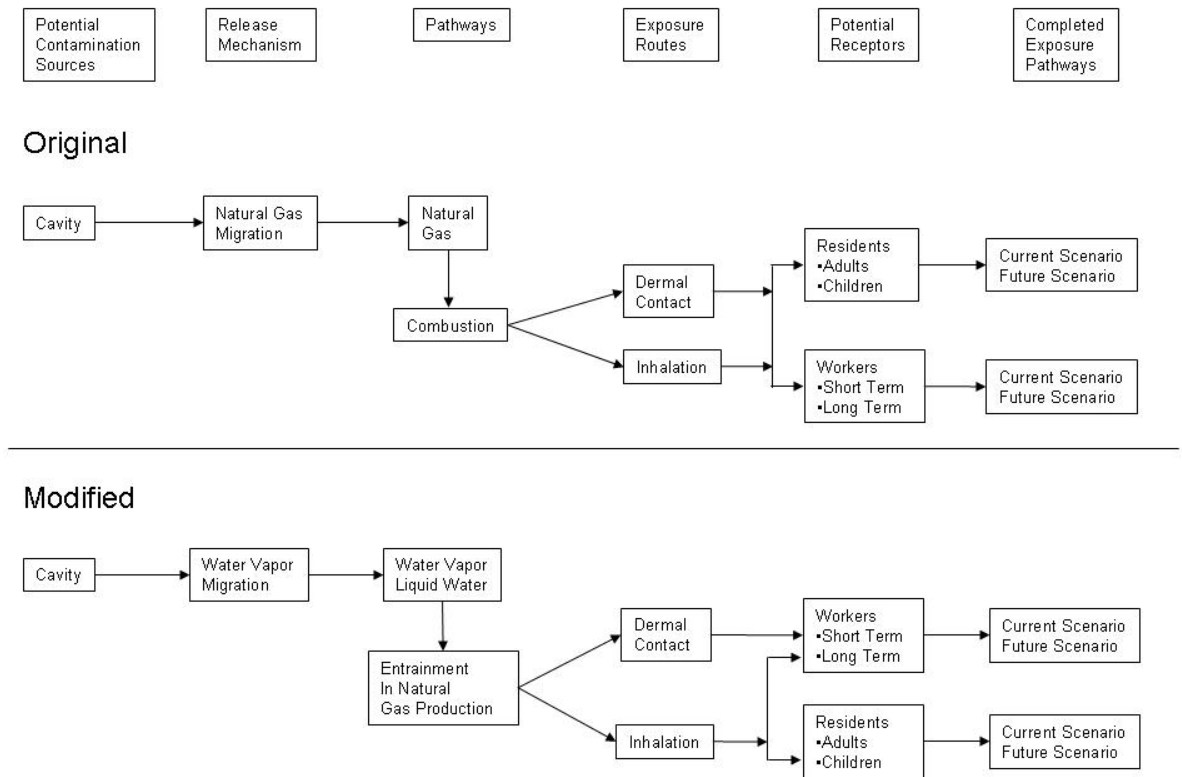 Potential
Contamination
Sources
Release
Mechanism
Pathways
Exposure
Routes
Potential
Receptors
Completed
Exposure
Pathways
Original
Cavity
Natural Gas
Migration
Natural
Gas
Combustion
Dermal
Contact
Inhalation
Residents
▪Adults
▪Children
Current Scenario
Future Scenario
Workers
▪Short Term
▪Long Term
Current Scenario
Future Scenario
Modified
Cavity
Water Vapor
Migration
Water Vapor
Liquid Water
Entrainment
In Natural
Gas Production
Dermal
Contact
Inhalation
Workers
▪Short Term
▪Long Term
Current Scenario
Future Scenario
Residents
▪Adults
▪Children
Current Scenario
Future Scenario